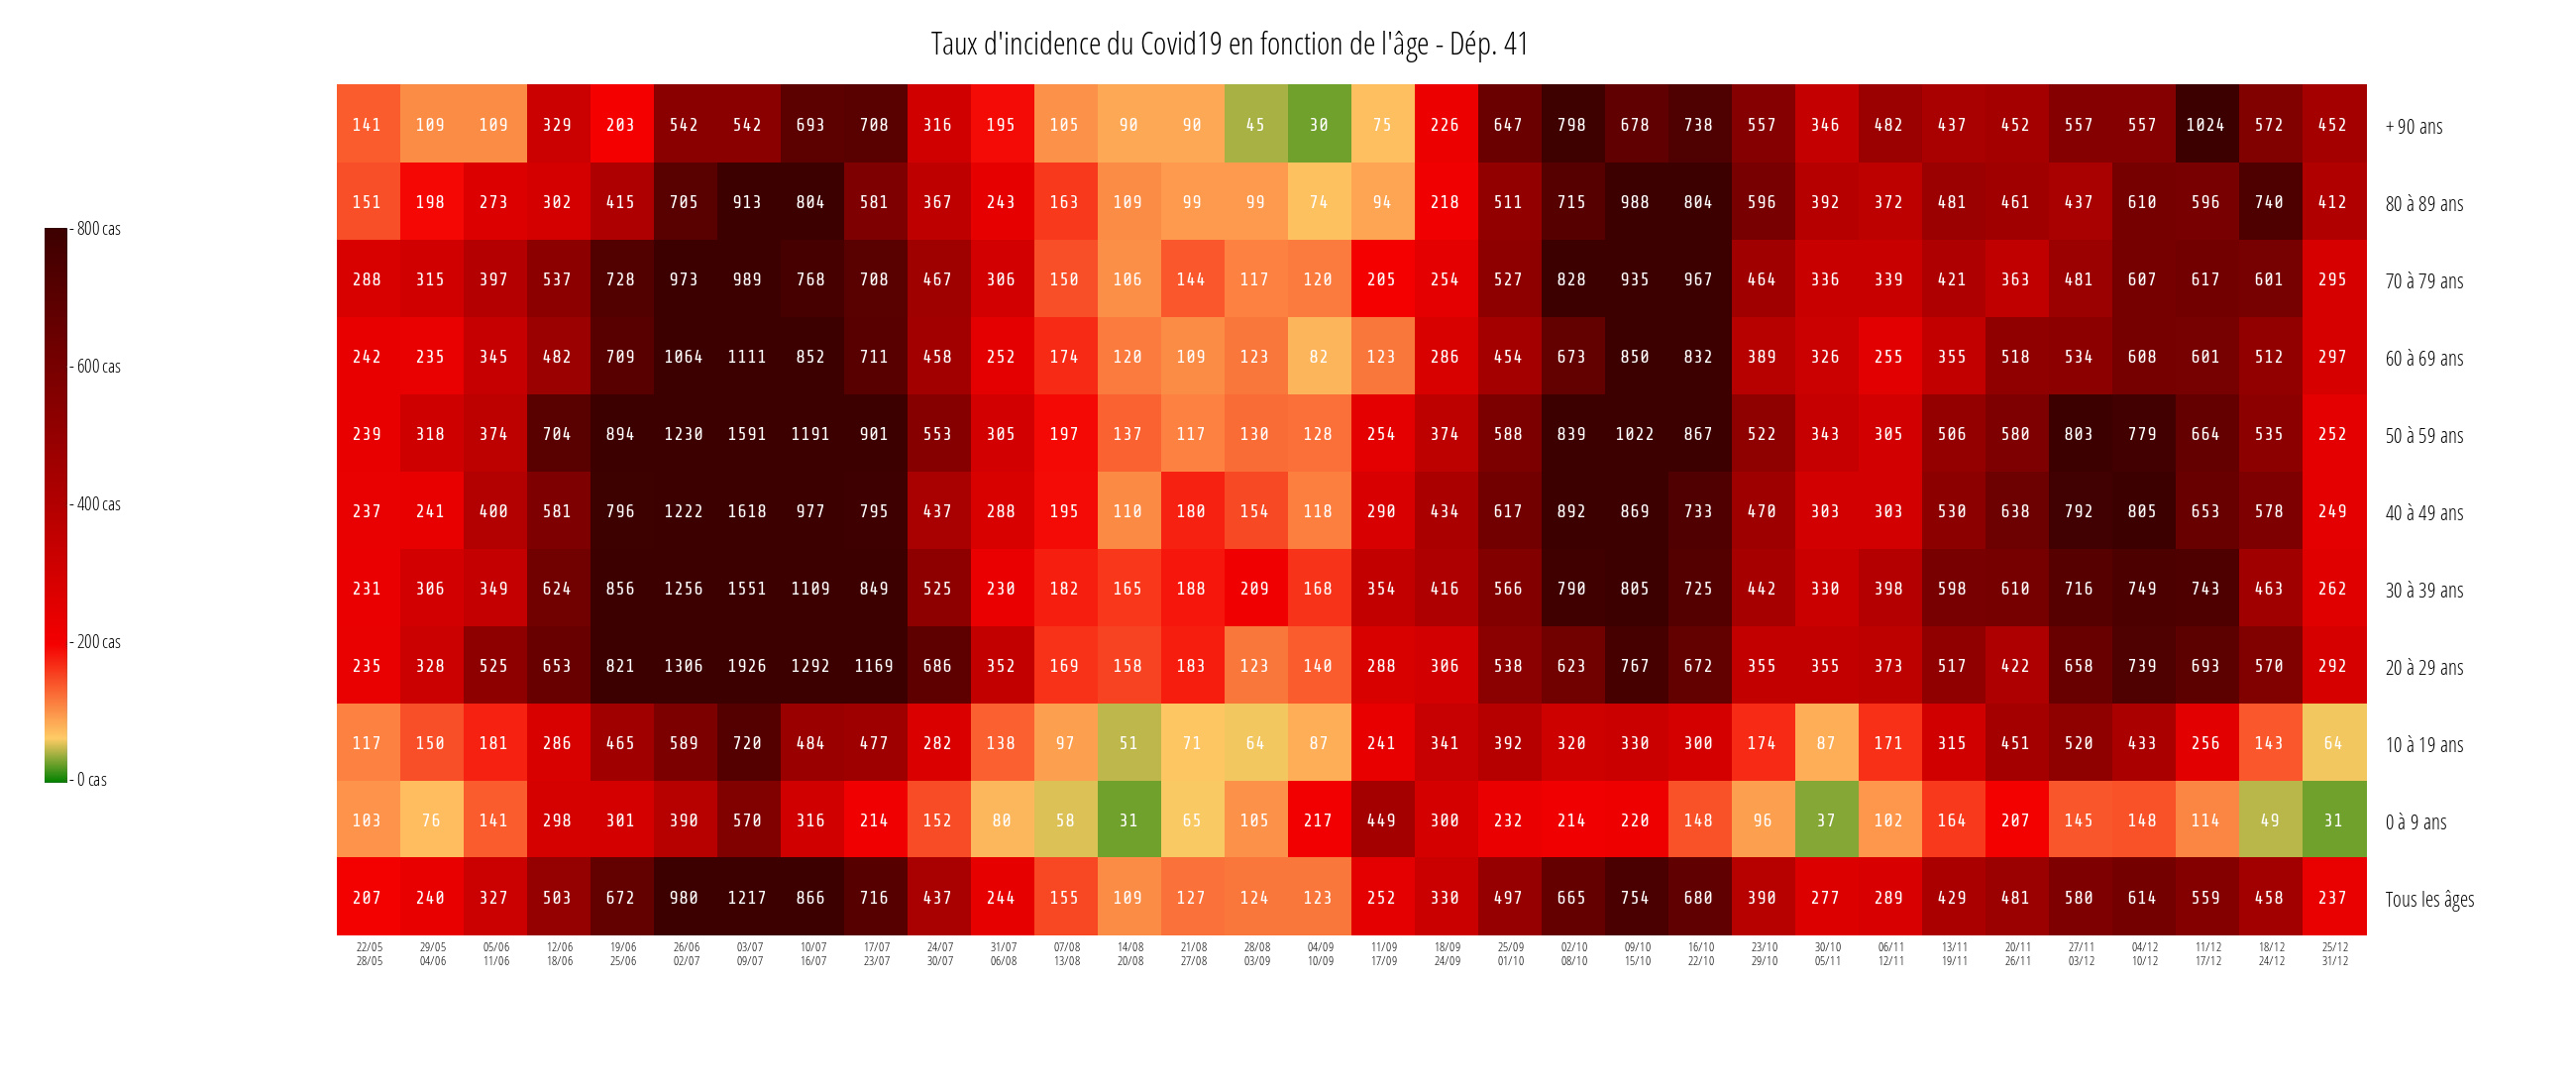 Taux d'incidence du Covid19 en fonction de l'âge - Dép. 41
141 109 109 329 203 542 542 693 708 316 195 105 90 90 45 30 75 226 647 798 678 738 557 346 482 437 452 557 557 1024 572 452 + 90 ans
151 198 273 302 415 705 913 804 581 367 243 163 109 99 99 74 94 218 511 715 988 804 596 392 372 481 461 437 610 596 740 412 80 à 89 ans
- 800 cas
288 315 397 537 728 973 989 768 708 467 306 150 106 144 117 120 205 254 527 828 935 967 464 336 339 421 363 481 607 617 601 295 70 à 79 ans
242 235 345 482 709 1064 1111 852 711 458 252 174 120 109 123 82 123 286 454 673 850 832 389 326 255 355 518 534 608 601 512 297 60 à 69 ans
- 600 cas
239 318 374 704 894 1230 1591 1191 901 553 305 197 137 117 130 128 254 374 588 839 1022 867 522 343 305 506 580 803 779 664 535 252 50 à 59 ans
- 400 cas
237 241 400 581 796 1222 1618 977 795 437 288 195 110 180 154 118 290 434 617 892 869 733 470 303 303 530 638 792 805 653 578 249 40 à 49 ans
231 306 349 624 856 1256 1551 1109 849 525 230 182 165 188 209 168 354 416 566 790 805 725 442 330 398 598 610 716 749 743 463 262 30 à 39 ans
- 200 cas
235 328 525 653 821 1306 1926 1292 1169 686 352 169 158 183 123 140 288 306 538 623 767 672 355 355 373 517 422 658 739 693 570 292 20 à 29 ans
117 150 181 286 465 589 720 484 477 282 138 97 51 71 64 87 241 341 392 320 330 300 174 87 171 315 451 520 433 256 143 64 10 à 19 ans
- 0 cas
103 76 141 298 301 390 570 316 214 152 80 58 31 65 105 217 449 300 232 214 220 148 96 37 102 164 207 145 148 114 49 31 0 à 9 ans
207 240 327 503 672 980 1217 866 716 437 244 155 109 127 124 123 252 330 497 665 754 680 390 277 289 429 481 580 614 559 458 237 Tous les âges
22/05 29/05 05/06 12/06 19/06 26/06 03/07 10/07 17/07 24/07 31/07 07/08 14/08 21/08 28/08 04/09 11/09 18/09 25/09 02/10 09/10 16/10 23/10 30/10 06/11 13/11 20/11 27/11 04/12 11/12 18/12 25/12
28/05 04/06 11/06 18/06 25/06 02/07 09/07 16/07 23/07 30/07 06/08 13/08 20/08 27/08 03/09 10/09 17/09 24/09 01/10 08/10 15/10 22/10 29/10 05/11 12/11 19/11 26/11 03/12 10/12 17/12 24/12 31/12